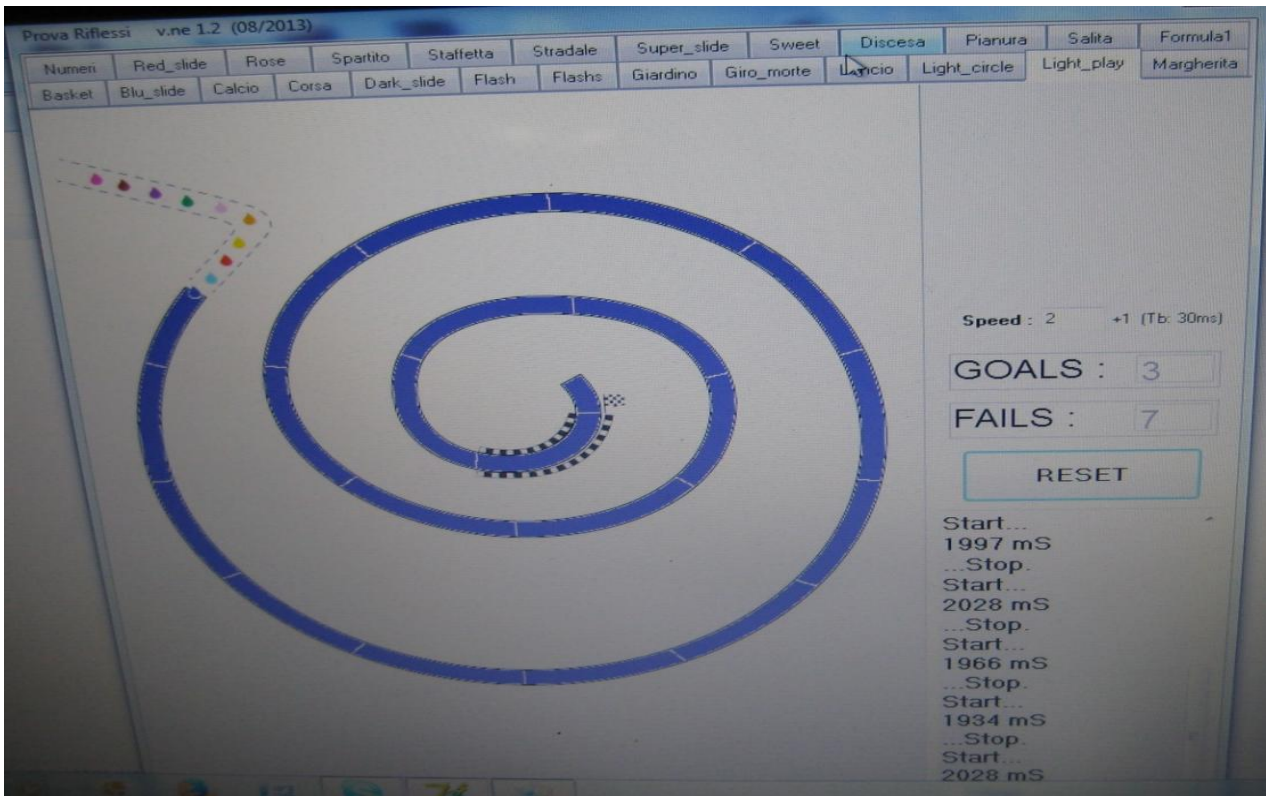 Prova Riflessi v.ne 1.2 (08/2013)
Numeri Red_slide Rose Spartito Staffetta Stradale Super_slide Sweet Discesa Pianura Salita Formula1
Basket Blu_slide Calcio Corsa Dark_slide Flash Flashs Giardino Giro_morte Light_circle Light_play Margherita
Speed : 2 +1 (Tb: 30ms)
GOALS : 3
FAILS : 7
RESET
Start...
1997 mS
...Stop.
Start...
2028 mS
...Stop.
Start...
1966 mS
...Stop.
Start...
1934 mS
...Stop.
Start...
2028 mS